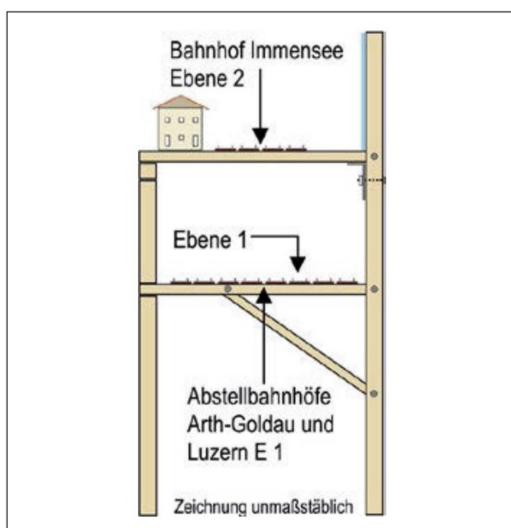 Bahnhof Immensee
Ebene 2
Ebene 1
Abstellbahnhöfe
Arth-Goldau und
Luzern E 1
Zeichnung unmaßstäblich